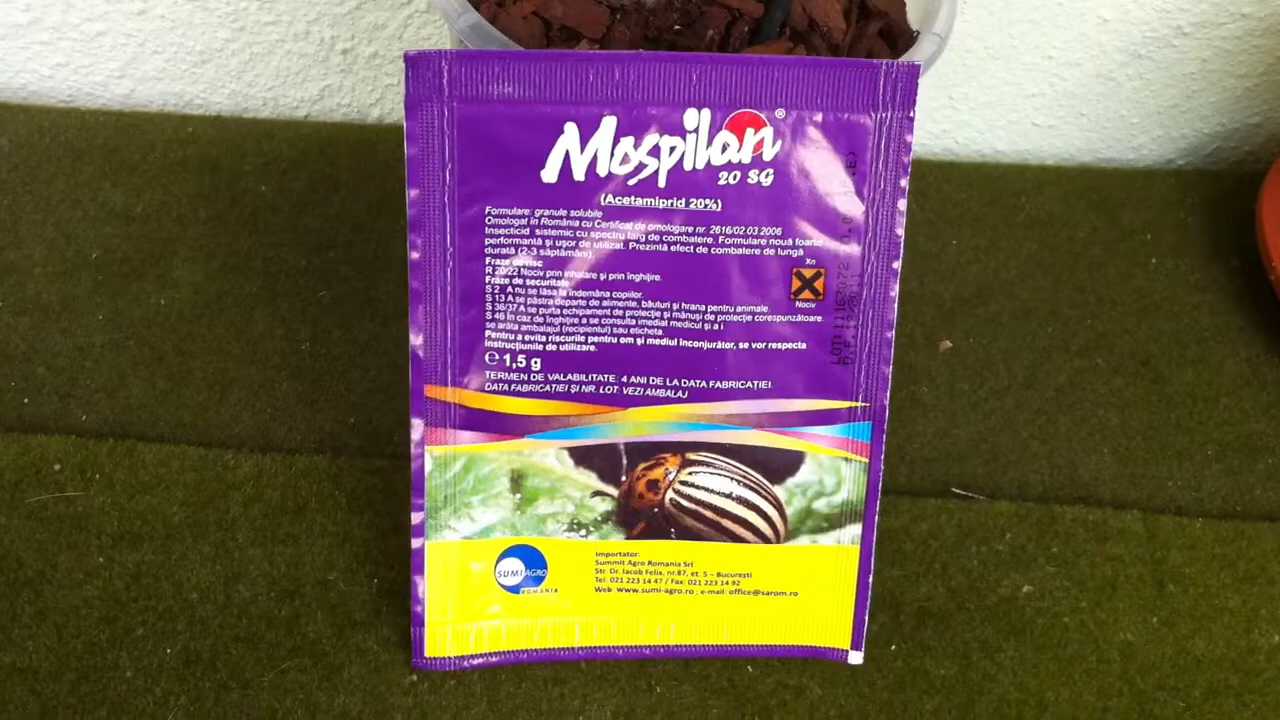 Mospilan®
20 SG
(Acetamiprid 20%)
Formulare: granule solubile
Omologat în România cu Certificat de omologare nr. 2616/02.03 2006
Insecticid sistemic cu spectru larg de combatere. Formulare nouă foarte
performantă şi uşor de utilizat. Prezintă efect de combatere de lungă
durată (2-3 săptămâni).
Fraze de risc
R 20/22 Nociv prin inhalare şi prin înghiţire.
Fraze de securitate
S 2 A nu se lăsa la îndemâna copiilor.
S 13 A se păstra departe de alimente, băuturi şi hrana pentru animale.
S 36/37 A se purta echipament de protecţie şi mănuşi de protecţie corespunzătoare.
S 46 În caz de înghiţire a se consulta imediat medicul şi a i
se arăta ambalajul (recipientul) sau eticheta.
Pentru a evita riscurile pentru om şi mediul înconjurător, se vor respecta
instrucţiunile de utilizare.
Xn
Nociv
℮ 1,5 g
TERMEN DE VALABILITATE: 4 ANI DE LA DATA FABRICAŢIEI
DATA FABRICAŢIEI ŞI NR. LOT: VEZI AMBALAJ
SUMI AGRO
ROMANIA
Importator:
Summit Agro Romania Srl
Str. Dr. Iacob Felix, nr.87, et. 5 – Bucureşti
Tel: 021 223 14 47 / Fax: 021 223 14 92
Web: www.sumi-agro.ro ; e-mail: office@sarom.ro